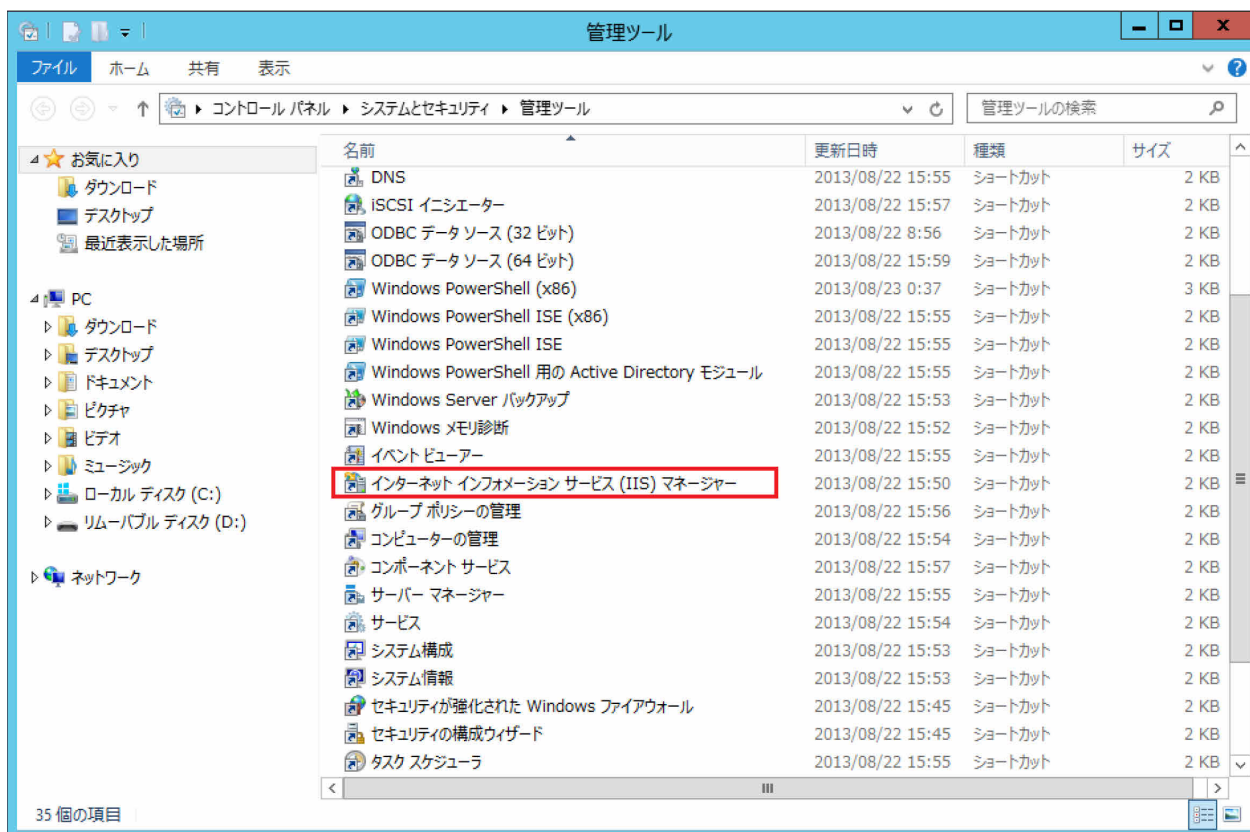 管理ツール
ファイル ホーム 共有 表示
コントロール パネル システムとセキュリティ 管理ツール 管理ツールの検索
名前 更新日時 種類 サイズ
お気に入り
ダウンロード
デスクトップ
最近表示した場所
PC
ダウンロード
デスクトップ
ドキュメント
ピクチャ
ビデオ
ミュージック
ローカル ディスク (C:)
リムーバブル ディスク (D:)
ネットワーク
DNS 2013/08/22 15:55 ショートカット 2 KB
iSCSI イニシエーター 2013/08/22 15:57 ショートカット 2 KB
ODBC データ ソース (32 ビット) 2013/08/22 8:56 ショートカット 2 KB
ODBC データ ソース (64 ビット) 2013/08/22 15:59 ショートカット 2 KB
Windows PowerShell (x86) 2013/08/23 0:37 ショートカット 3 KB
Windows PowerShell ISE (x86) 2013/08/22 15:55 ショートカット 2 KB
Windows PowerShell ISE 2013/08/22 15:55 ショートカット 2 KB
Windows PowerShell 用の Active Directory モジュール 2013/08/22 15:55 ショートカット 2 KB
Windows Server バックアップ 2013/08/22 15:53 ショートカット 2 KB
Windows メモリ診断 2013/08/22 15:52 ショートカット 2 KB
イベント ビューアー 2013/08/22 15:55 ショートカット 2 KB
インターネット インフォメーション サービス (IIS) マネージャー 2013/08/22 15:50 ショートカット 2 KB
グループ ポリシーの管理 2013/08/22 15:56 ショートカット 2 KB
コンピューターの管理 2013/08/22 15:54 ショートカット 2 KB
コンポーネント サービス 2013/08/22 15:57 ショートカット 2 KB
サーバー マネージャー 2013/08/22 15:55 ショートカット 2 KB
サービス 2013/08/22 15:54 ショートカット 2 KB
システム構成 2013/08/22 15:53 ショートカット 2 KB
システム情報 2013/08/22 15:53 ショートカット 2 KB
セキュリティが強化された Windows ファイアウォール 2013/08/22 15:45 ショートカット 2 KB
セキュリティの構成ウィザード 2013/08/22 15:45 ショートカット 2 KB
タスク スケジューラ 2013/08/22 15:55 ショートカット 2 KB
35 個の項目